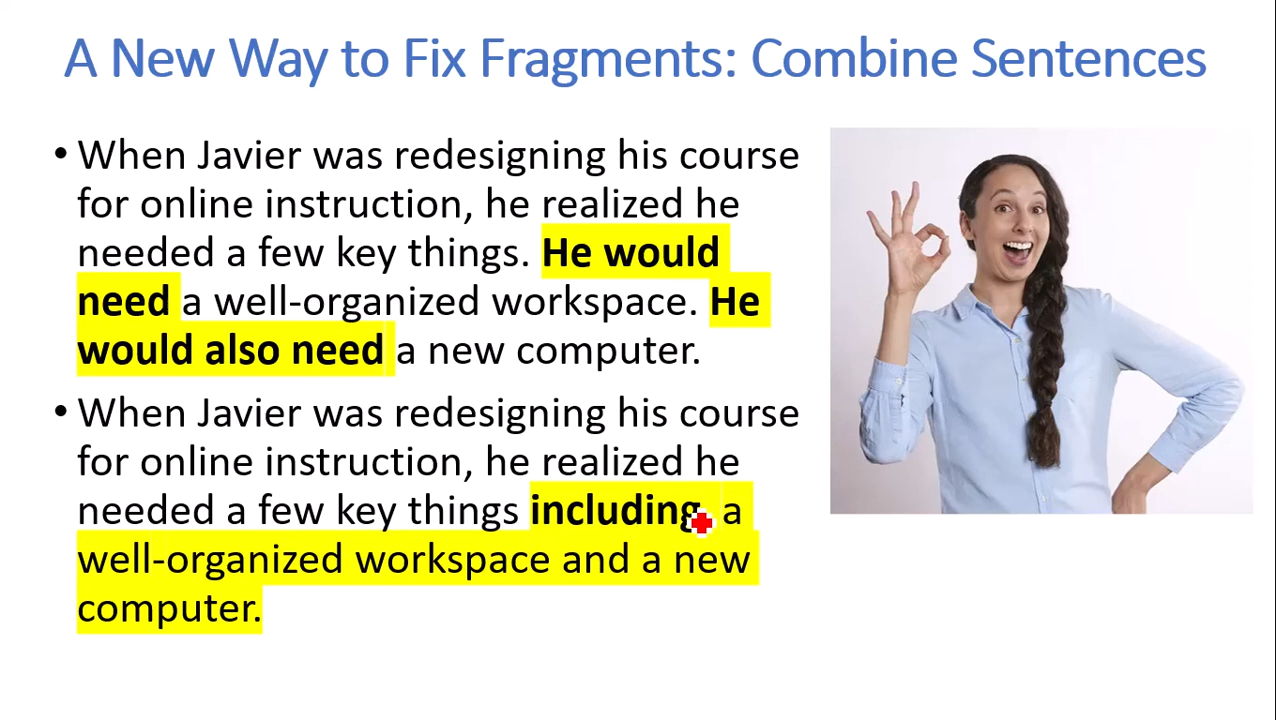 A New Way to Fix Fragments: Combine Sentences
• When Javier was redesigning his course
for online instruction, he realized he
needed a few key things. He would
need a well-organized workspace. He
would also need a new computer.
• When Javier was redesigning his course
for online instruction, he realized he
needed a few key things including a
well-organized workspace and a new
computer.